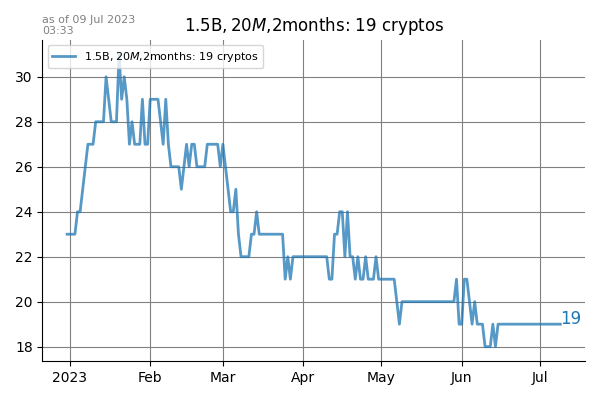 as of 09 Jul 2023
03:33
1.5B, 20M,2months: 19 cryptos
1.5B, 20M,2months: 19 cryptos
30
28
26
24
22
20
18
19
2023 Feb Mar Apr May Jun Jul